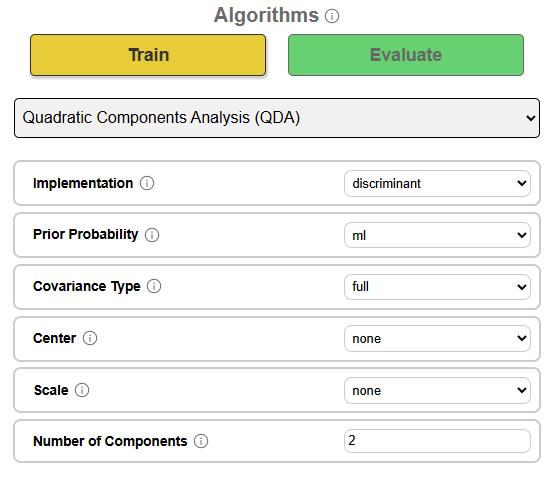 Algorithms
Train Evaluate
Quadratic Components Analysis (QDA)
Implementation discriminant
Prior Probability ml
Covariance Type full
Center none
Scale none
Number of Components 2